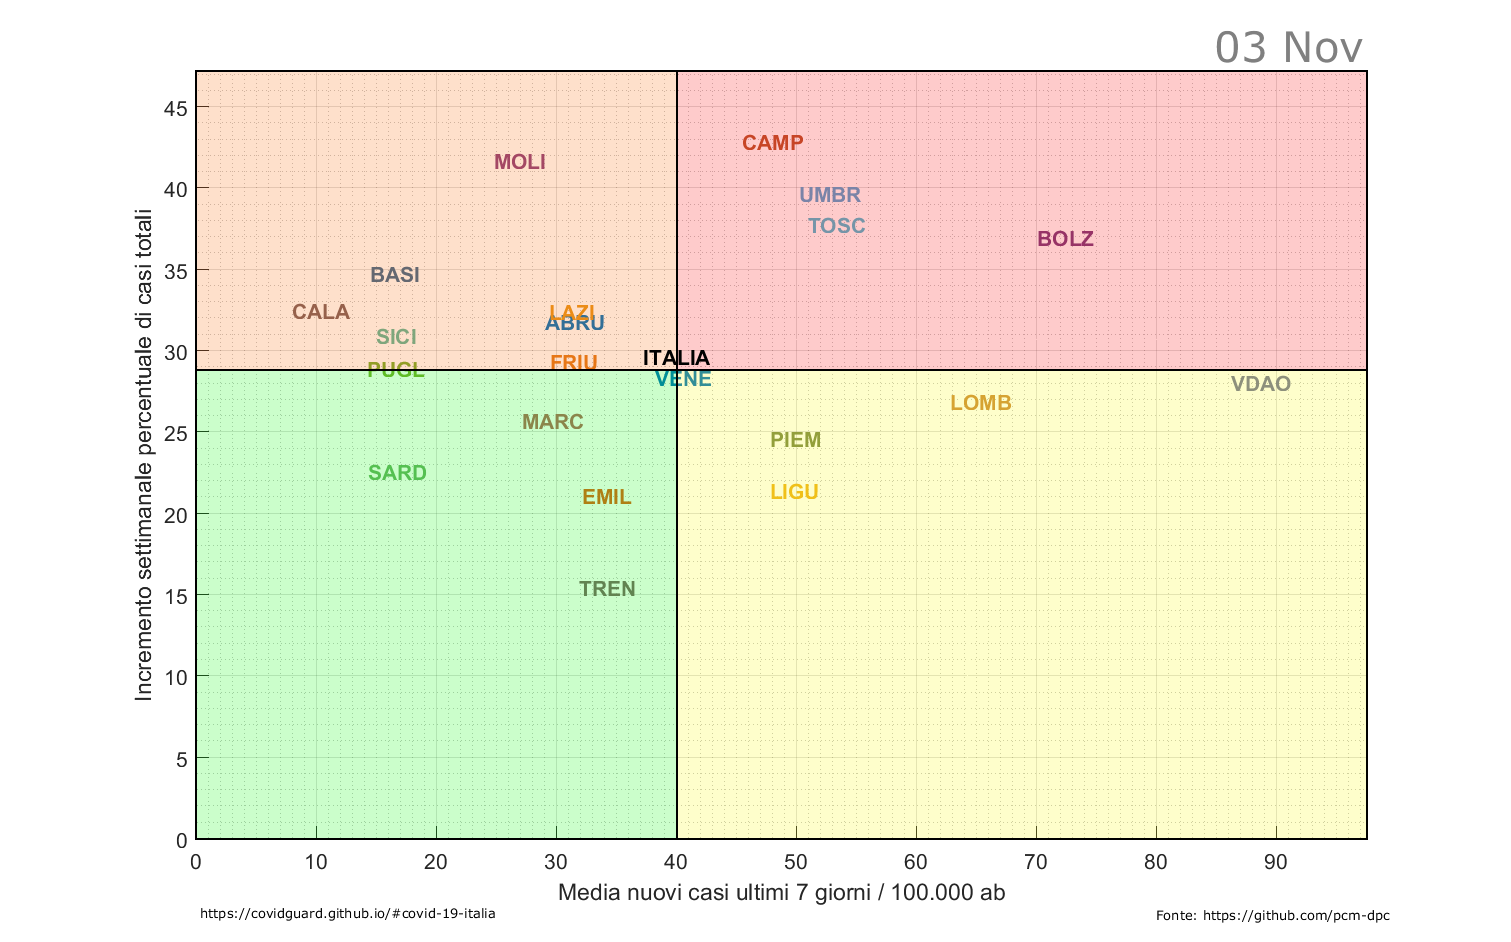 03 Nov
Incremento settimanale percentuale di casi totali
45
40
35
30
25
20
15
10
5
0
CAMP
MOLI
UMBR
TOSC
BOLZ
BASI
CALA
LAZI
ABRU
SICI
ITALIA
FRIU
PUGL
VENE
VDAO
LOMB
MARC
PIEM
SARD
LIGU
EMIL
TREN
0 10 20 30 40 50 60 70 80 90
Media nuovi casi ultimi 7 giorni / 100.000 ab
https://covidguard.github.io/#covid-19-italia
Fonte: https://github.com/pcm-dpc